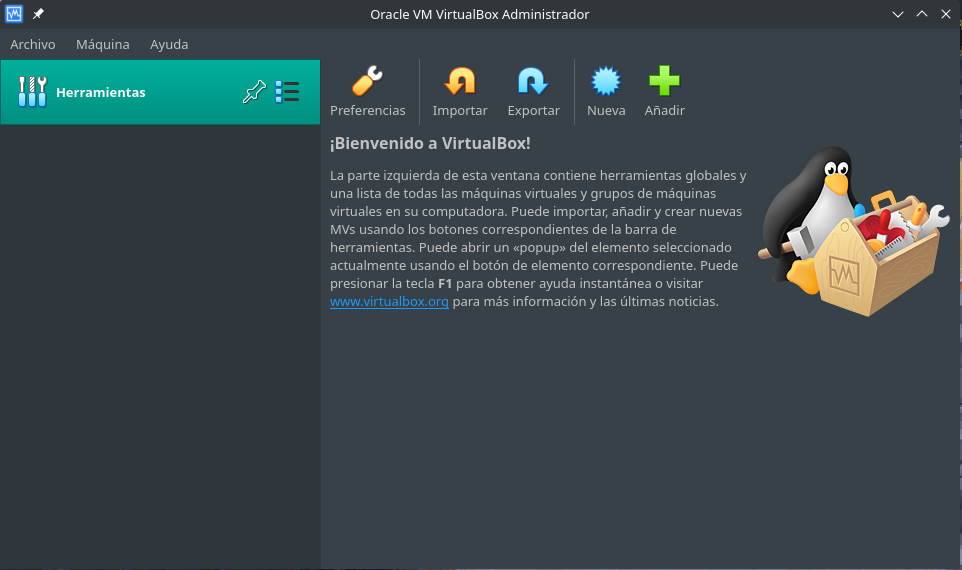 Oracle VM VirtualBox Administrador
Archivo Máquina Ayuda
Herramientas
Preferencias Importar Exportar Nueva Añadir
¡Bienvenido a VirtualBox!
La parte izquierda de esta ventana contiene herramientas globales y
una lista de todas las máquinas virtuales y grupos de máquinas
virtuales en su computadora. Puede importar, añadir y crear nuevas
MVs usando los botones correspondientes de la barra de
herramientas. Puede abrir un «popup» del elemento seleccionado
actualmente usando el botón de elemento correspondiente. Puede
presionar la tecla F1 para obtener ayuda instantánea o visitar
www.virtualbox.org para más información y las últimas noticias.